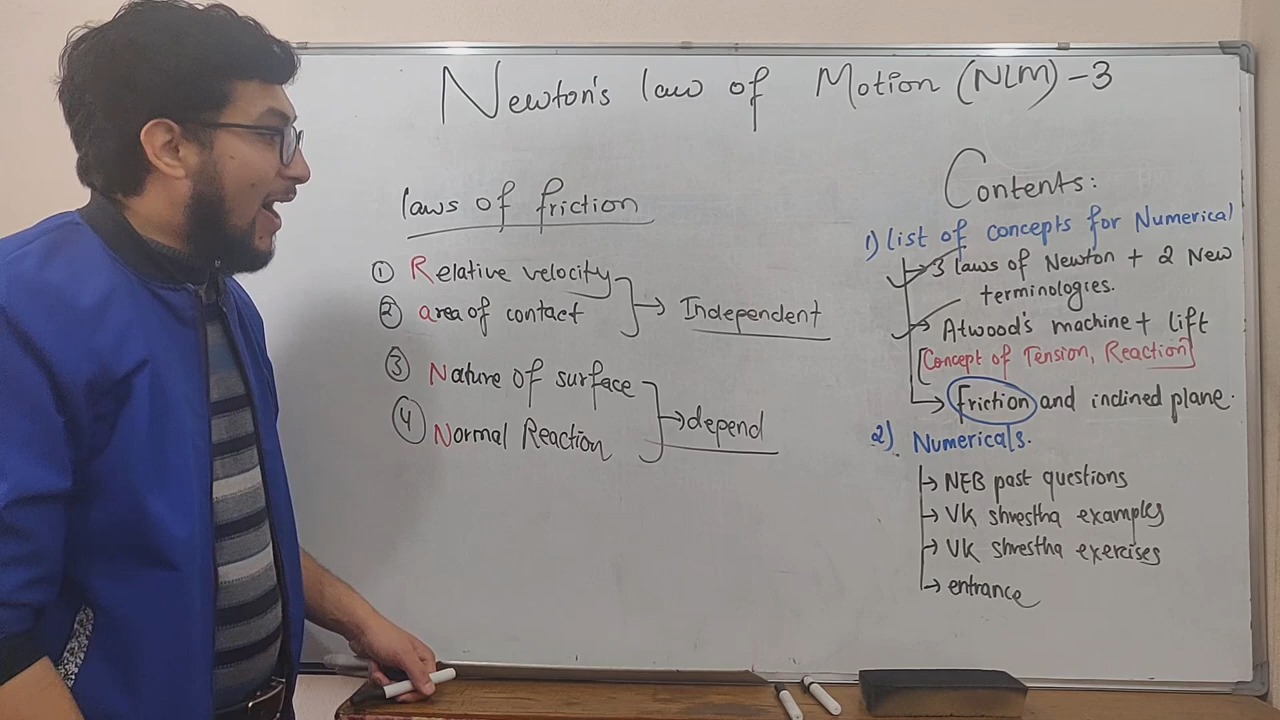 Newton's law of Motion (NLM)-3
laws of friction
① Relative velocity
② area of contact
→ Independent
③ Nature of surface
④ Normal Reaction
→ depend
Contents:
1) list of concepts for Numerical
→ 3 laws of Newton + 2 New
terminologies.
→ Atwood's machine + lift
[Concept of Tension, Reaction]
→ friction and inclined plane.
2). Numericals.
→ NEB past questions
→ VK shrestha examples
→ VK shrestha exercises
→ entrance